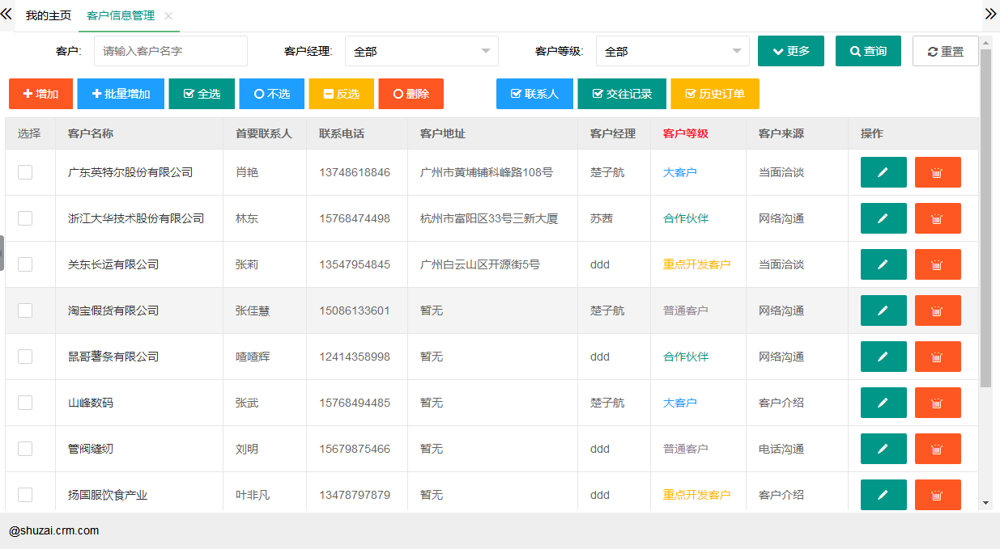 我的主页 客户信息管理
客户: 请输入客户名字 客户经理: 全部 客户等级: 全部 更多 查询 重置
增加 批量增加 全选 不选 反选 删除 联系人 交往记录 历史订单
选择 客户名称 首要联系人 联系电话 客户地址 客户经理 客户等级 客户来源 操作
广东英特尔股份有限公司 肖艳 13748618846 广州市黄埔铺科峰路108号 楚子航 大客户 当面洽谈
浙江大华技术股份有限公司 林东 15768474498 杭州市富阳区33号三新大厦 苏茜 合作伙伴 网络沟通
关东长运有限公司 张莉 13547954845 广州白云山区开源街5号 ddd 重点开发客户 当面洽谈
淘宝假货有限公司 张佳慧 15086133601 暂无 楚子航 普通客户 网络沟通
鼠哥薯条有限公司 喳喳辉 12414358998 暂无 ddd 合作伙伴 网络沟通
山峰数码 张武 15768494485 暂无 楚子航 大客户 客户介绍
管阀缝纫 刘明 15679875466 暂无 ddd 普通客户 电话沟通
扬国服饮食产业 叶非凡 13478797879 暂无 ddd 重点开发客户 客户介绍
@shuzai.crm.com